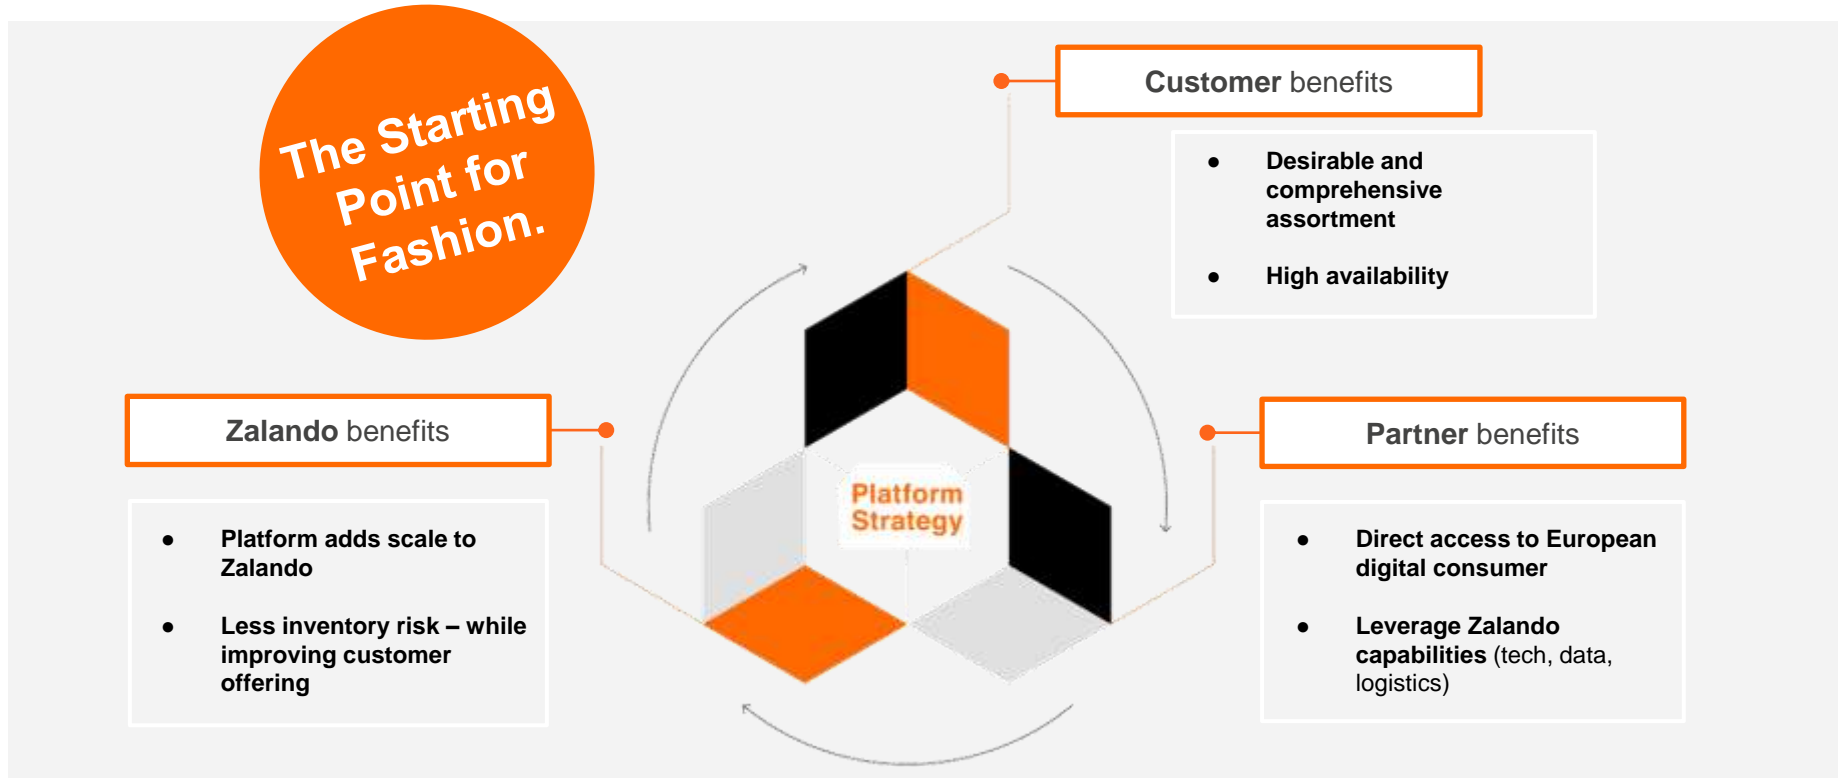 The Starting
Point for
Fashion.
Customer benefits
● Desirable and
comprehensive
assortment
● High availability
Zalando benefits
● Platform adds scale to
Zalando
● Less inventory risk – while
improving customer
offering
Platform
Strategy
Partner benefits
● Direct access to European
digital consumer
● Leverage Zalando
capabilities (tech, data,
logistics)